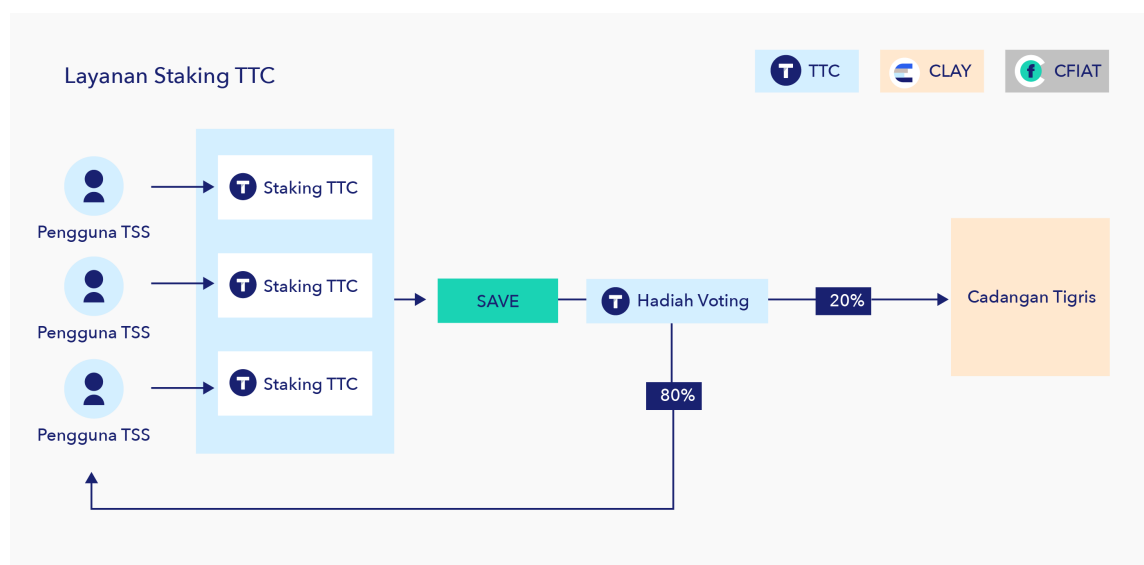 Layanan Staking TTC
TTC
CLAY
CFIAT
Staking TTC
Pengguna TSS
Staking TTC
Pengguna TSS
Staking TTC
Pengguna TSS
SAVE
Hadiah Voting
20%
Cadangan Tigris
80%